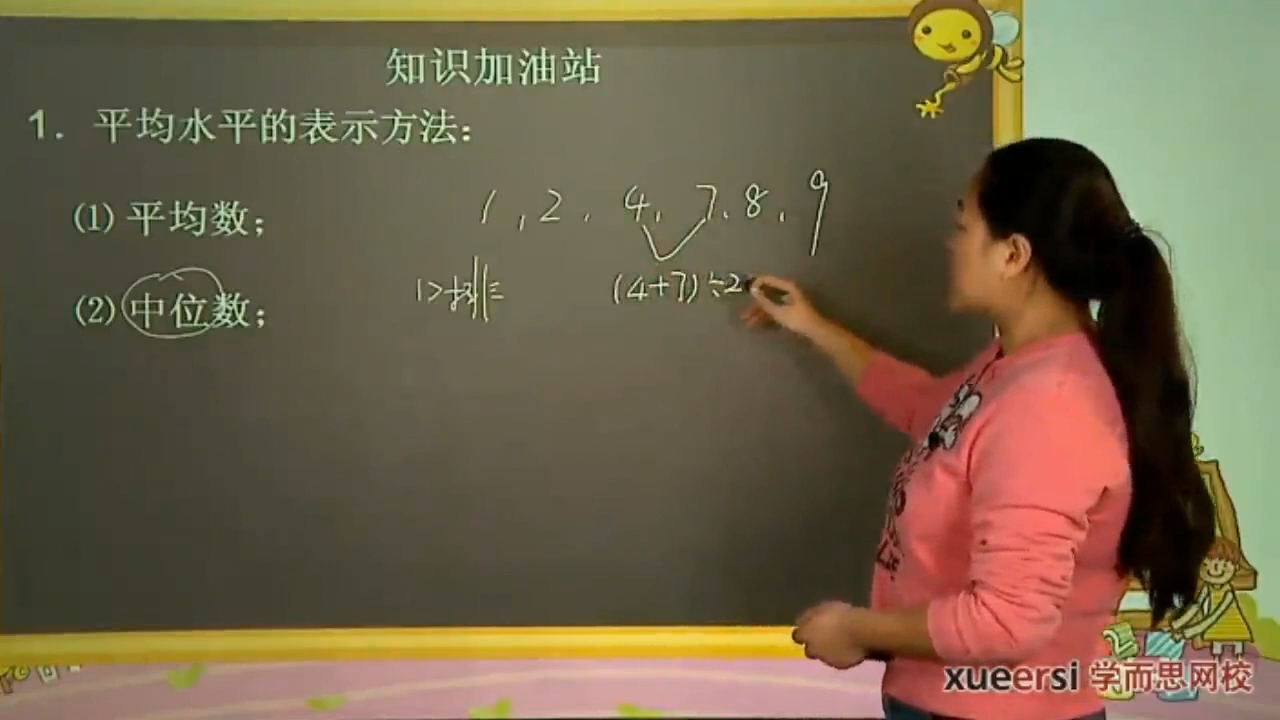 知识加油站
1. 平均水平的表示方法:
(1) 平均数;
1 , 2 , 4 , 7 , 8 , 9
(2) 中位数;
1>排
(4+7)÷2
xueersi 学而思网校